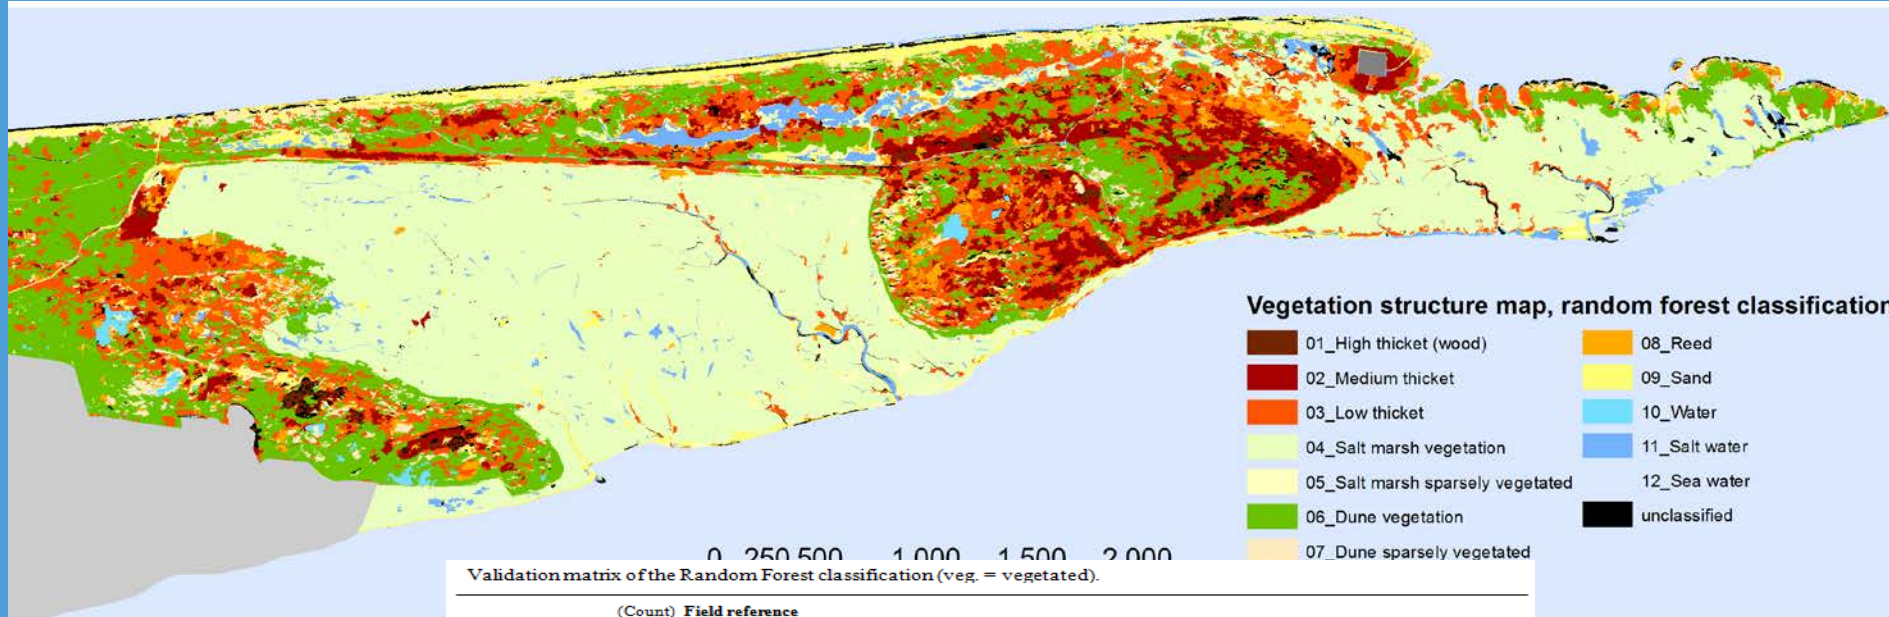 Vegetation structure map, random forest classification
01_High thicket (wood)
02_Medium thicket
03_Low thicket
04_Salt marsh vegetation
05_Salt marsh sparsely vegetated
06_Dune vegetation
07_Dune sparsely vegetated
08_Reed
09_Sand
10_Water
11_Salt water
12_Sea water
unclassified
0 250 500 1.000 1.500 2.000
Validation matrix of the Random Forest classification (veg. = vegetated).
(Count) Field reference